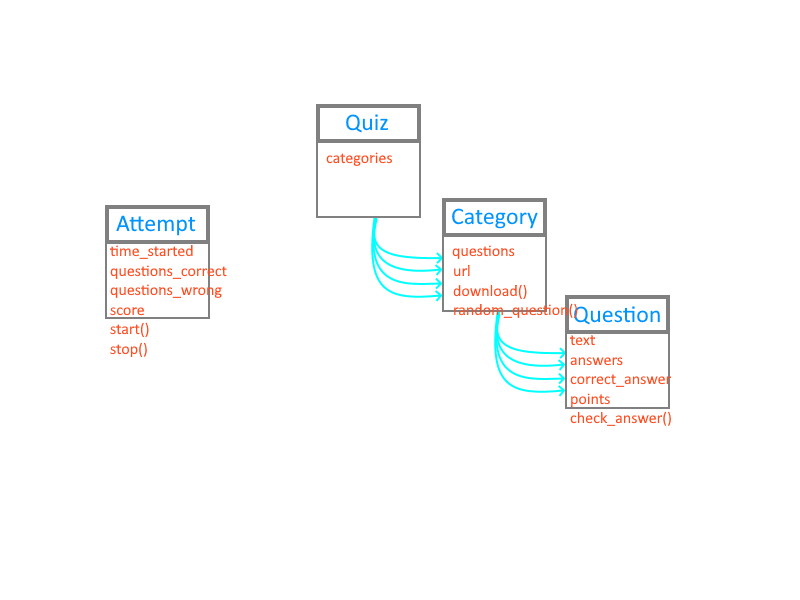 Quiz
categories
Attempt
time_started
questions_correct
questions_wrong
score
start()
stop()
Category
questions
url
download()
random_question()
Question
text
answers
correct_answer
points
check_answer()